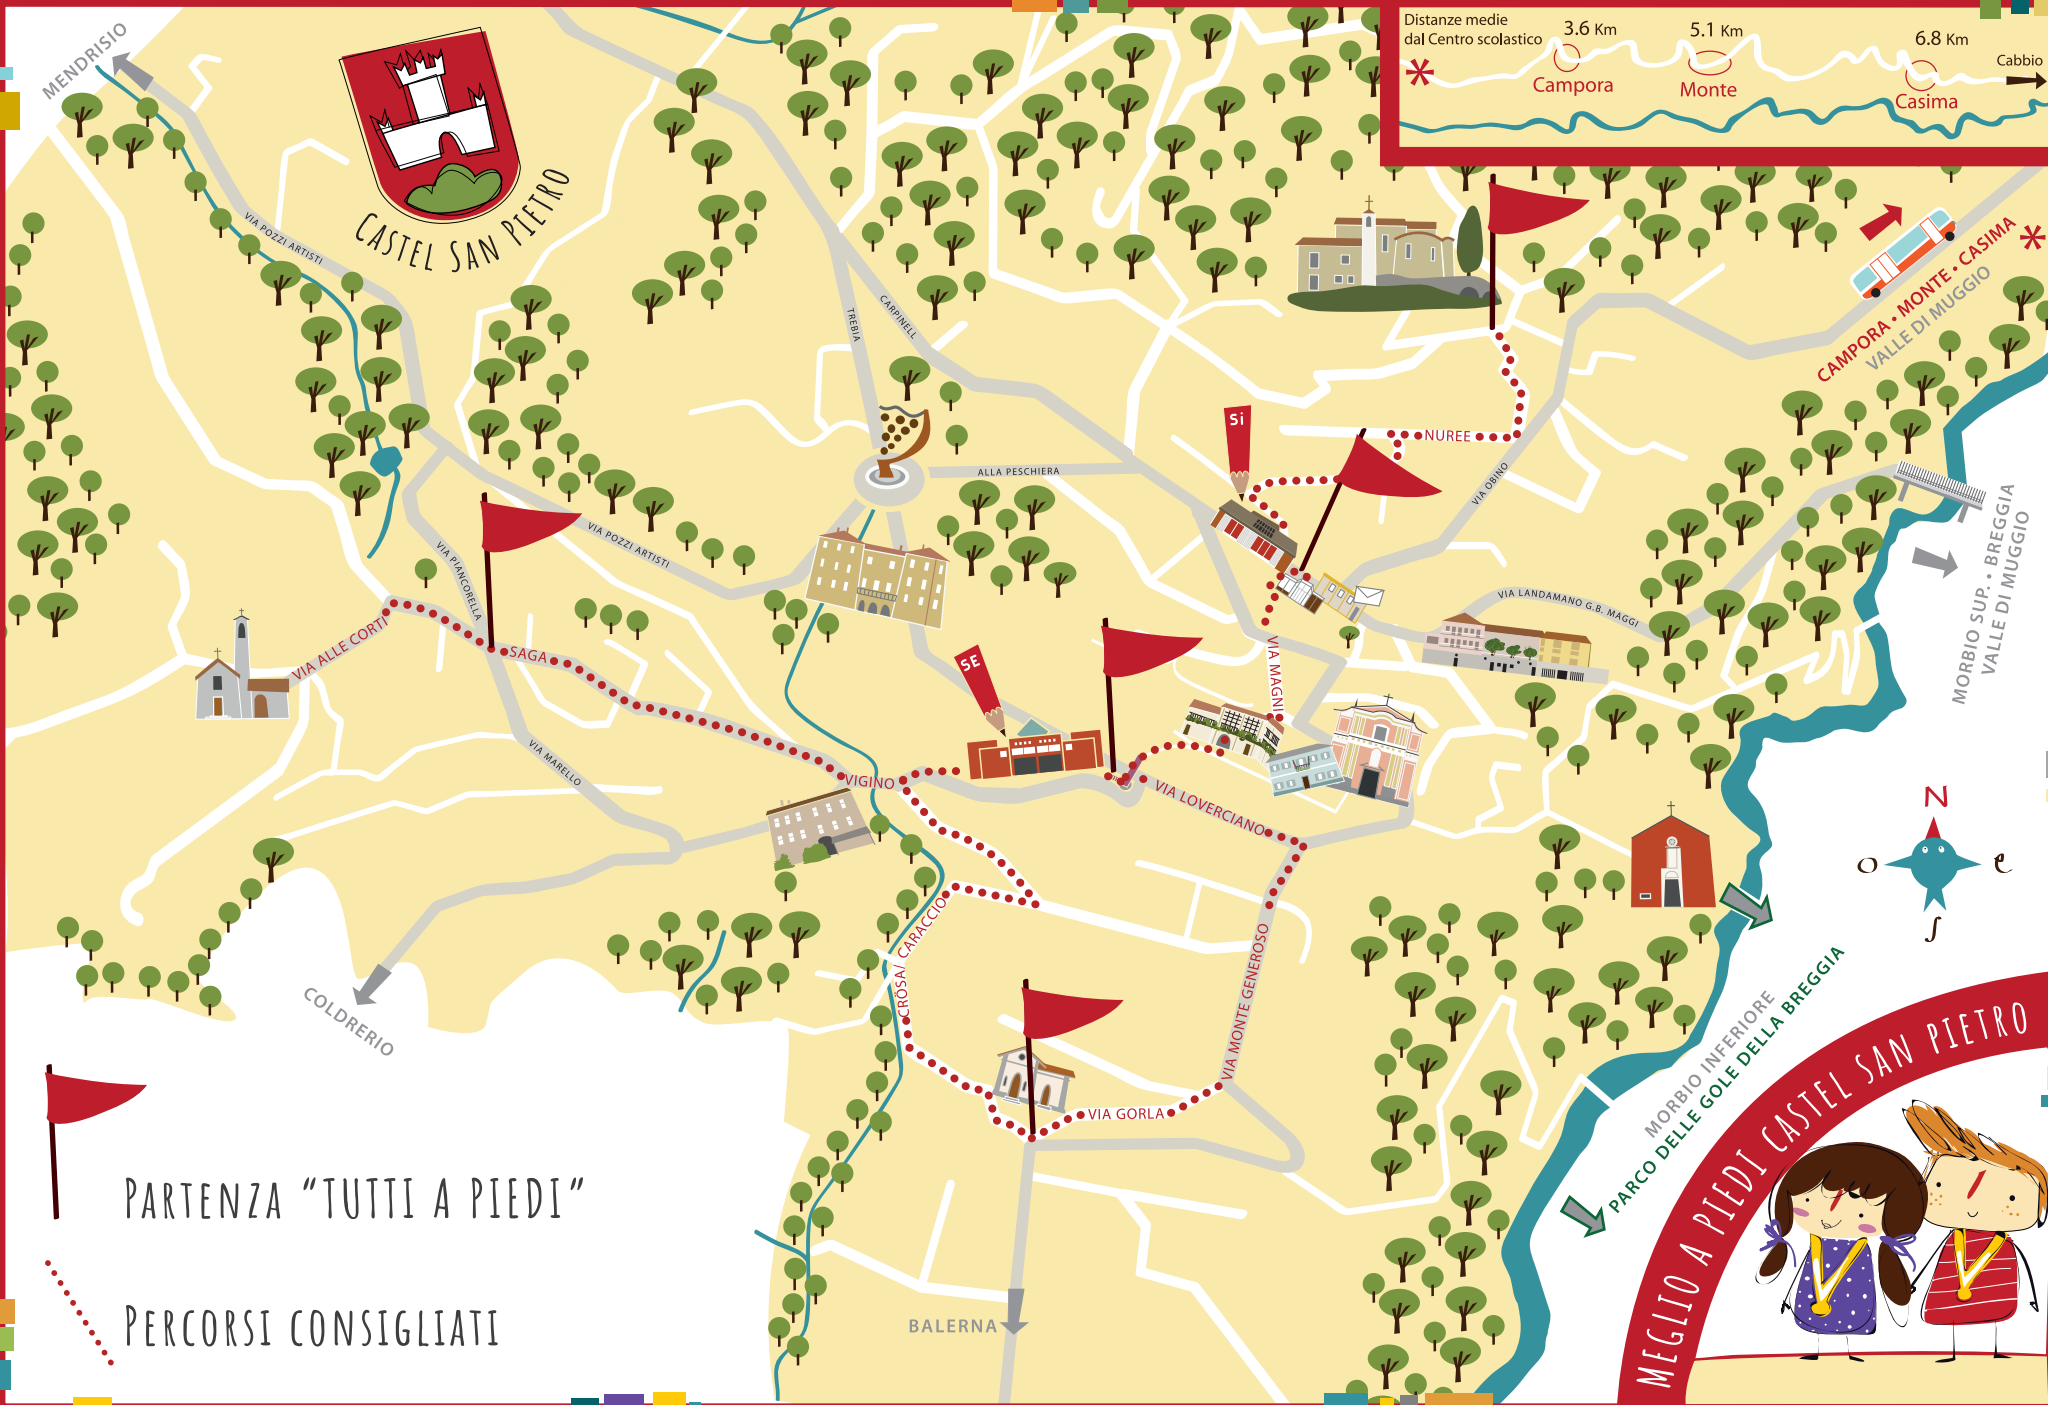 Distanze medie
dal Centro scolastico
3.6 Km
5.1 Km
6.8 Km
Cabbio
*
Campora
Monte
Casima
MENDRISIO
CASTEL SAN PIETRO
VIA POZZI ARTISTI
TREBIA
CARPINELL
CAMPORA • MONTE • CASIMA *
VALLE DI MUGGIO
Si
NUREE
ALLA PESCHIERA
VIA OBINO
VIA POZZI ARTISTI
VIA PIANCORELLA
MORBIO SUP. • BREGGIA
VALLE DI MUGGIO
VIA LANDAMANO G.B. MAGGI
VIA ALLE CORTI
SAGA
SE
VIA MAGNI
VIA MARELLO
VIGINO
VIA LOVERCIANO
N
O
e
S
CRÖSA/ CARACCIO
VIA MONTE GENEROSO
COLDRERIO
MORBIO INFERIORE
PARCO DELLE GOLE DELLA BREGGIA
VIA GORLA
PARTENZA "TUTTI A PIEDI"
PERCORSI CONSIGLIATI
BALERNA
MEGLIO A PIEDI CASTEL SAN PIETRO